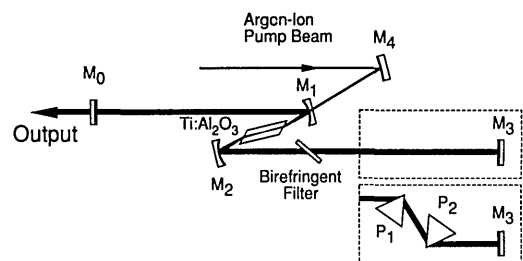 Argon-Ion
Pump Beam
M4
M0
M1
Output
Ti:Al2O3
M2
Birefringent
Filter
M3
P1
P2
M3